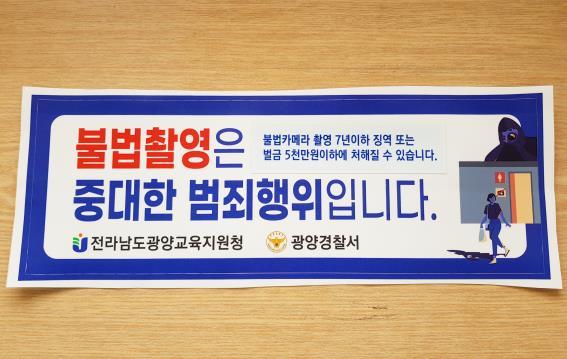 불법촬영은
불법카메라 촬영 7년이하 징역 또는
벌금 5천만원이하에 처해질 수 있습니다.
중대한 범죄행위입니다.
전라남도광양교육지원청
광양경찰서